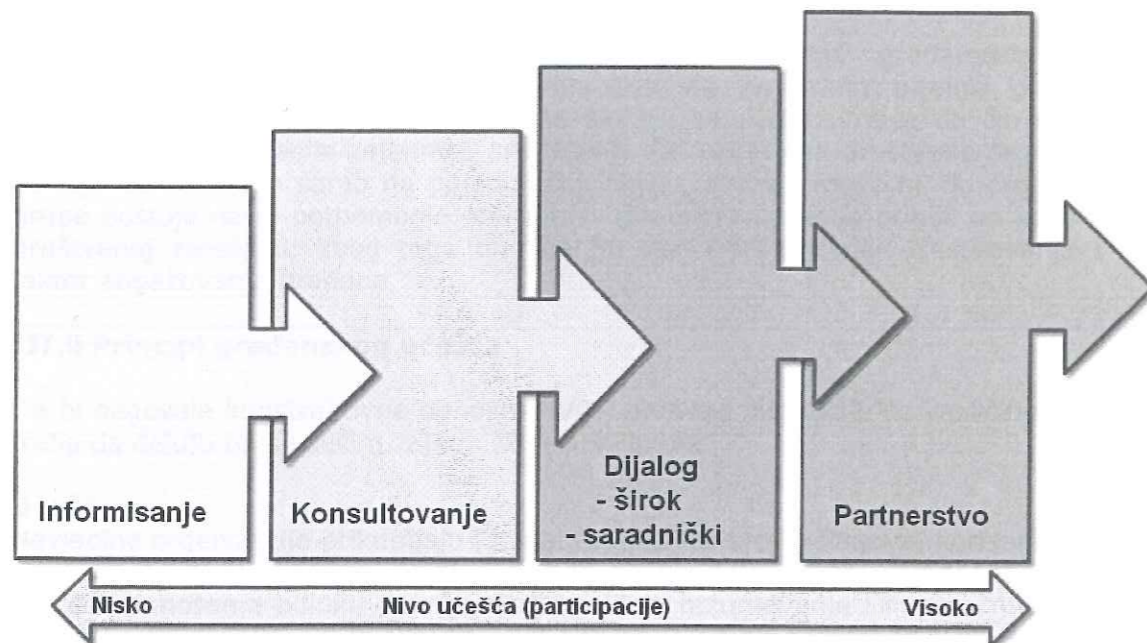 Informisanje
Konsultovanje
Dijalog
- širok
- saradnički
Partnerstvo
Nisko
Nivo učešća (participacije)
Visoko